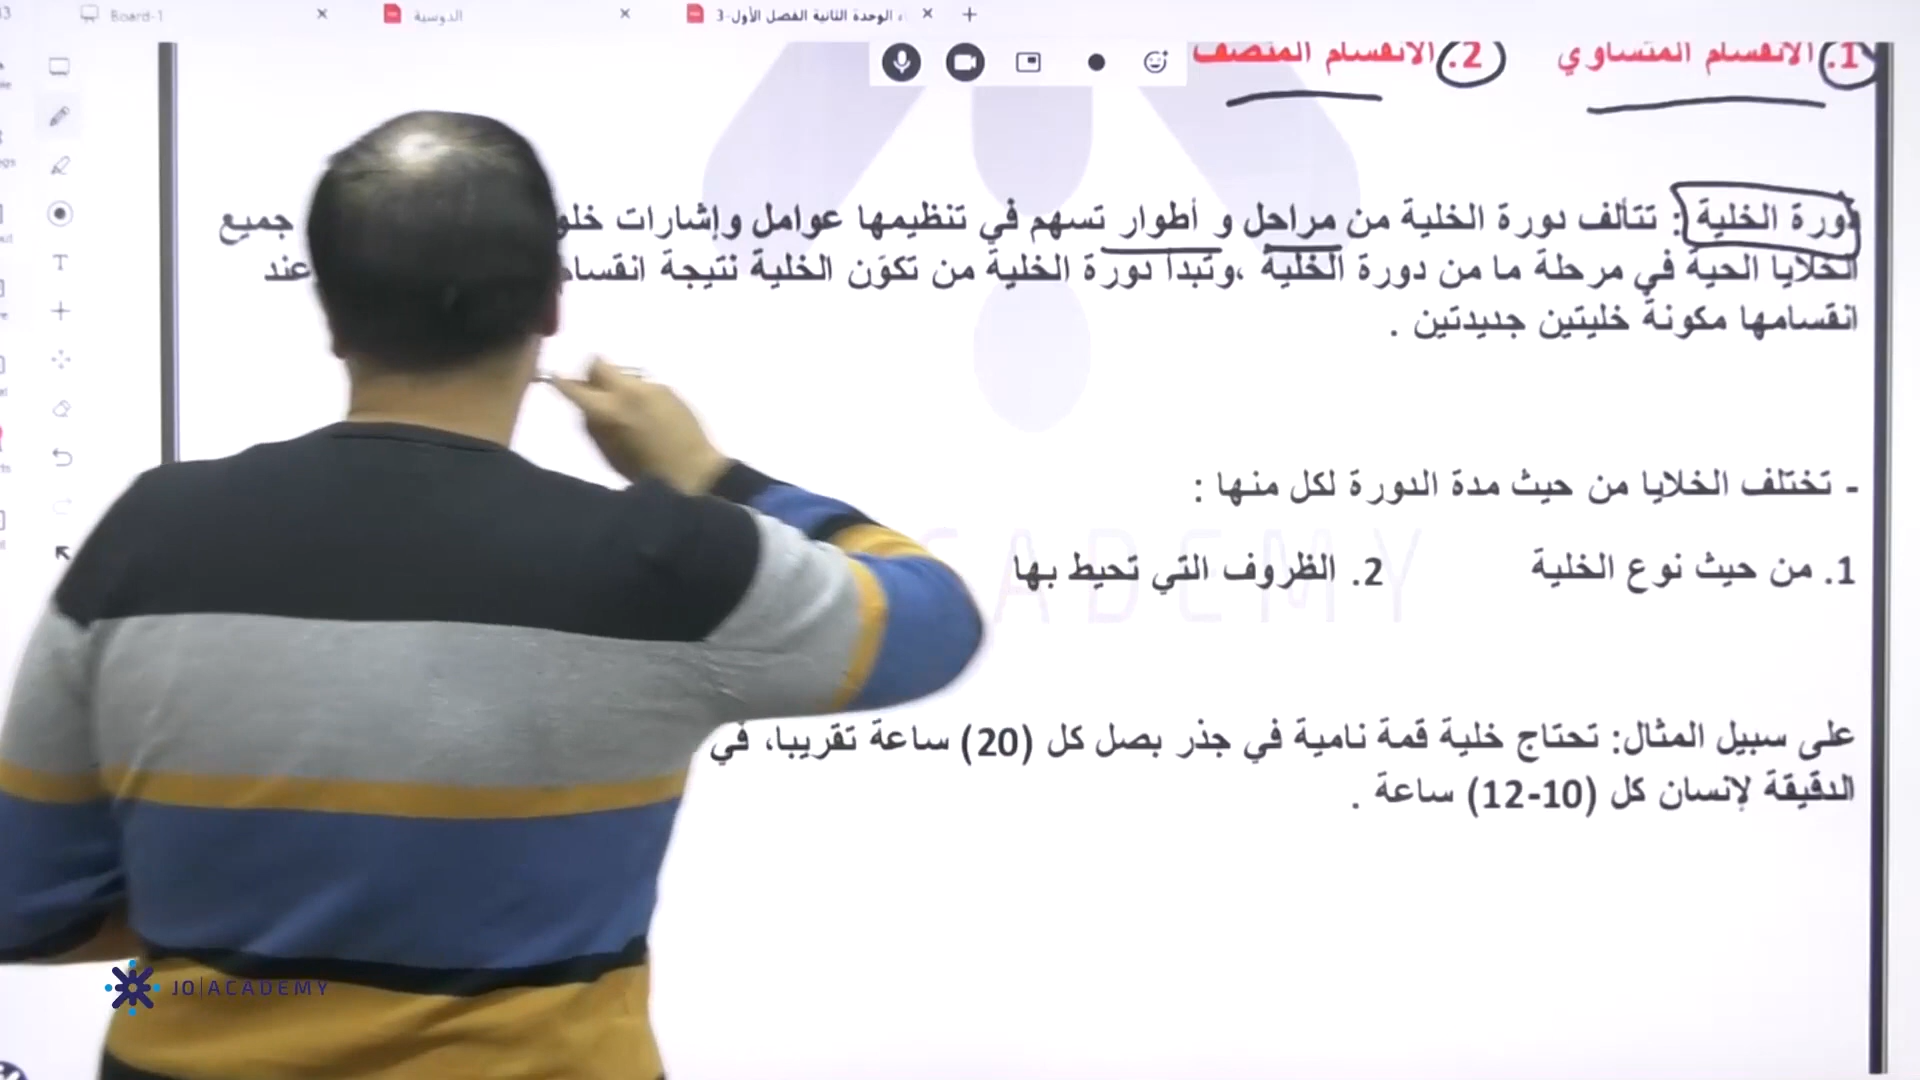 Board-1
الدوسية
الوحدة الثانية الفصل الأول-3
1. الانقسام المتساوي 2. الانقسام المنصف
دورة الخلية : تتألف دورة الخلية من مراحل و أطوار تسهم في تنظيمها عوامل وإشارات جميع
الخلايا الحية في مرحلة ما من دورة الخلية ،وتبدأ دورة الخلية من تكوّن الخلية نتيجة عند
انقسامها مكونةً خليتين جديدتين .
- تختلف الخلايا من حيث مدة الدورة لكل منها :
1. من حيث نوع الخلية 2. الظروف التي تحيط بها
ACADEMY
على سبيل المثال: تحتاج خلية قمة نامية في جذر بصل كل (20) ساعة تقريبا، في
الدقيقة لإنسان كل (10-12) ساعة .
JO|ACADEMY